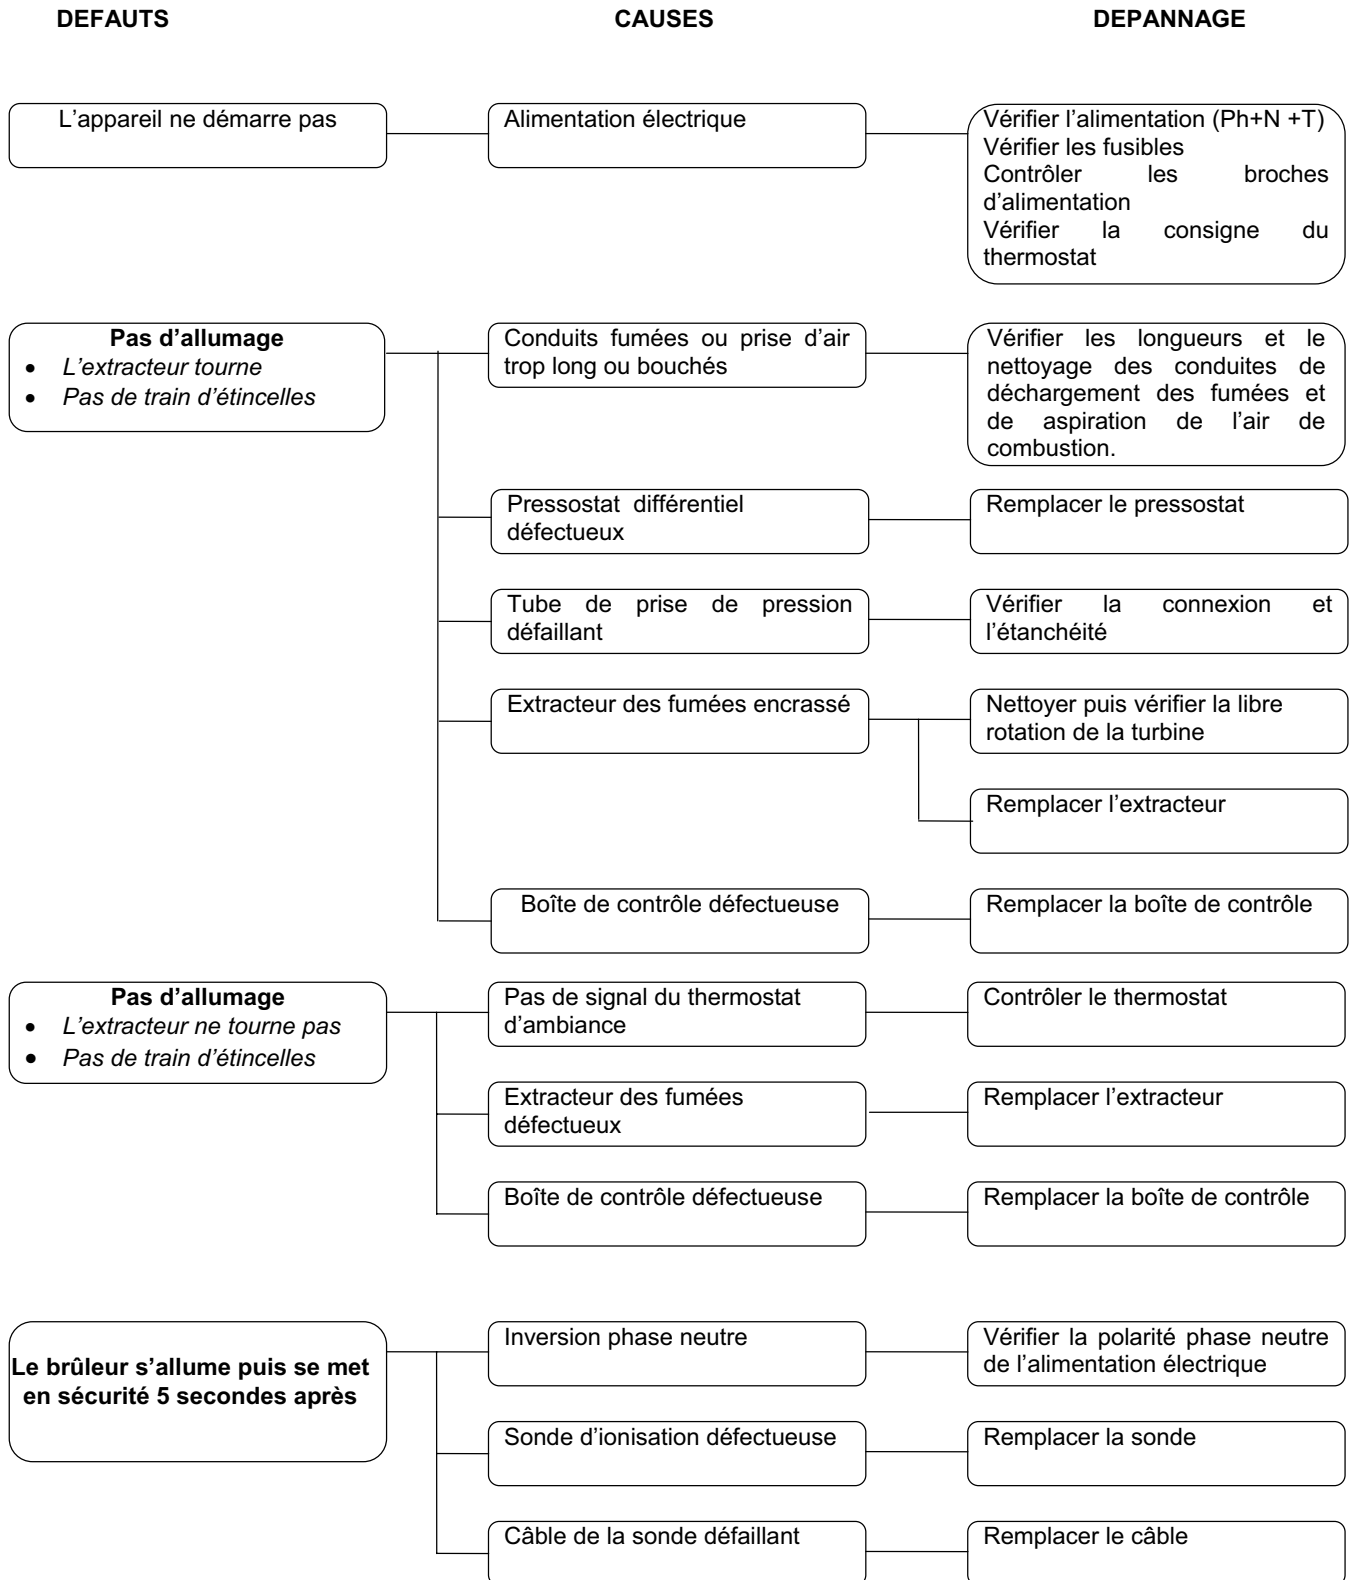 DEFAUTS CAUSES DEPANNAGE
L'appareil ne démarre pas
Alimentation électrique
Vérifier l'alimentation (Ph+N +T)
Vérifier les fusibles
Contrôler les broches
d'alimentation
Vérifier la consigne du
thermostat
Pas d'allumage
• L'extracteur tourne
• Pas de train d'étincelles
Conduits fumées ou prise d'air
trop long ou bouchés
Vérifier les longueurs et le
nettoyage des conduites de
déchargement des fumées et
de aspiration de l'air de
combustion.
Pressostat différentiel
défectueux
Remplacer le pressostat
Tube de prise de pression
défaillant
Vérifier la connexion et
l'étanchéité
Extracteur des fumées encrassé
Nettoyer puis vérifier la libre
rotation de la turbine
Remplacer l'extracteur
Boîte de contrôle défectueuse
Remplacer la boîte de contrôle
Pas d'allumage
• L'extracteur ne tourne pas
• Pas de train d'étincelles
Pas de signal du thermostat
d'ambiance
Contrôler le thermostat
Extracteur des fumées
défectueux
Remplacer l'extracteur
Boîte de contrôle défectueuse
Remplacer la boîte de contrôle
Le brûleur s'allume puis se met
en sécurité 5 secondes après
Inversion phase neutre
Vérifier la polarité phase neutre
de l'alimentation électrique
Sonde d'ionisation défectueuse
Remplacer la sonde
Câble de la sonde défaillant
Remplacer le câble